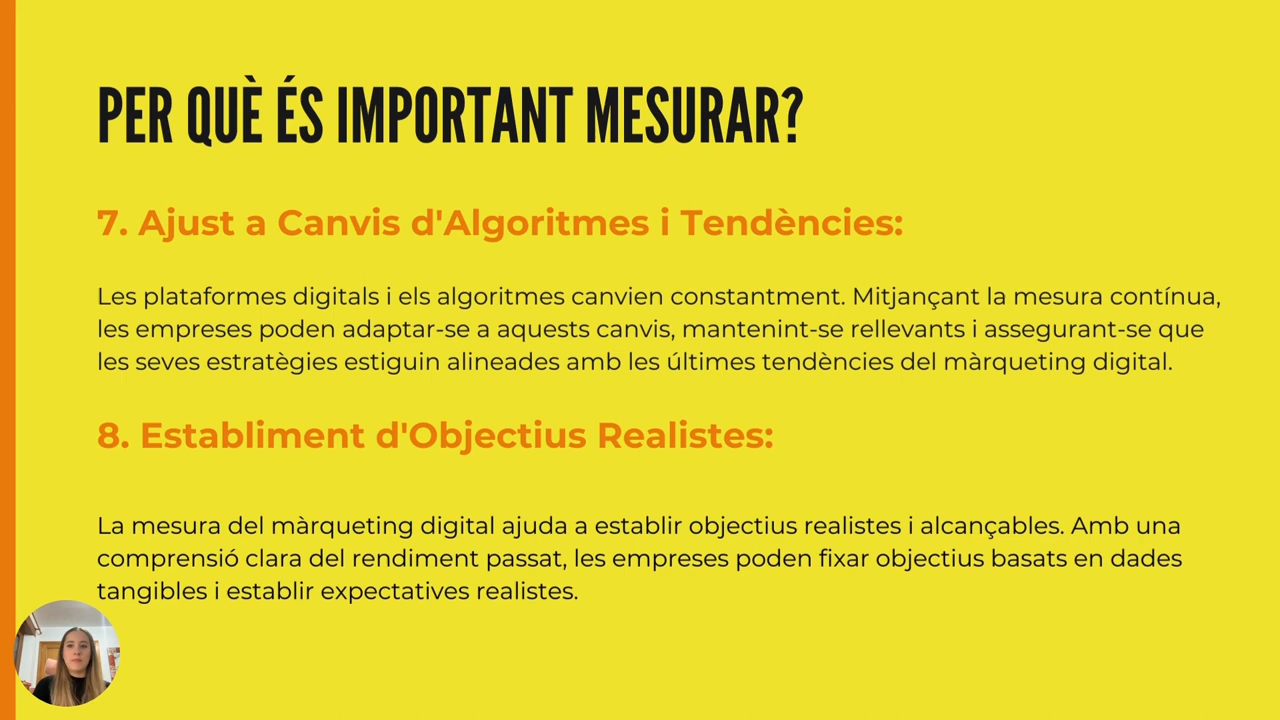 PER QUÈ ÉS IMPORTANT MESURAR?
7. Ajust a Canvis d'Algoritmes i Tendències:
Les plataformes digitals i els algoritmes canvien constantment. Mitjançant la mesura contínua,
les empreses poden adaptar-se a aquests canvis, mantenint-se rellevants i assegurant-se que
les seves estratègies estiguin alineades amb les últimes tendències del màrqueting digital.
8. Establiment d'Objectius Realistes:
La mesura del màrqueting digital ajuda a establir objectius realistes i alcançables. Amb una
comprensió clara del rendiment passat, les empreses poden fixar objectius basats en dades
tangibles i establir expectatives realistes.